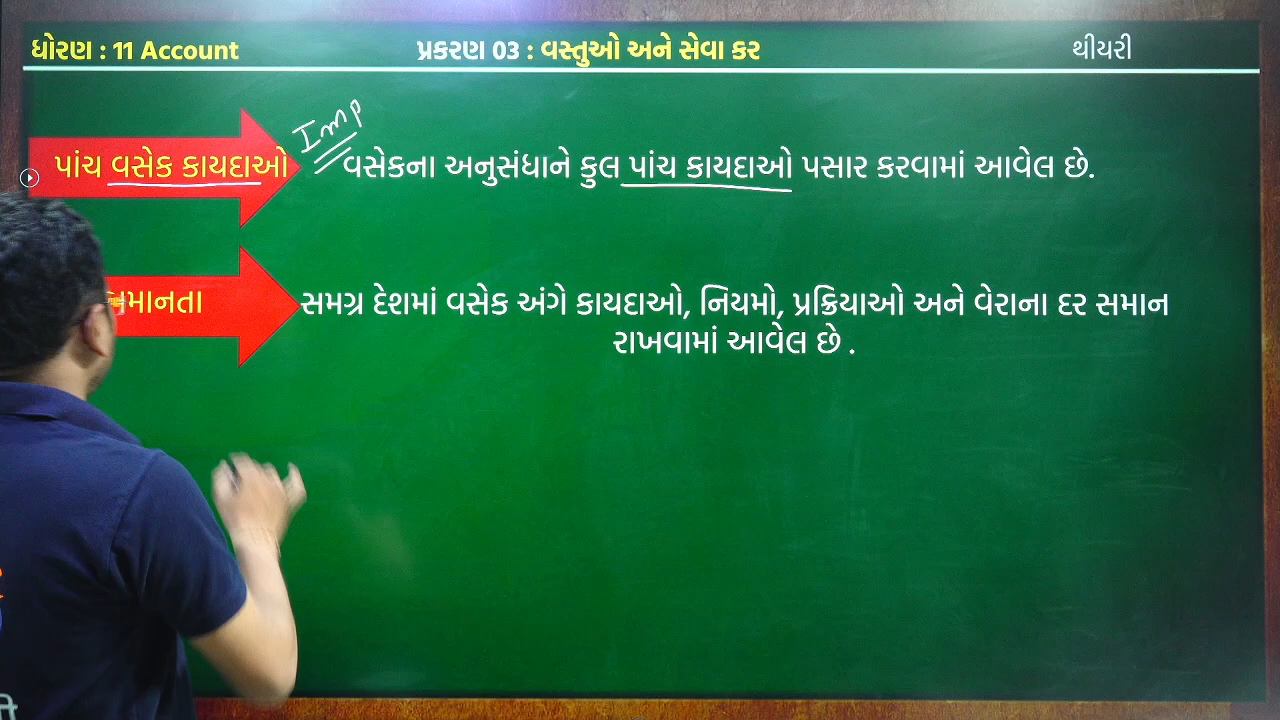 ધોરણ : 11 Account
પ્રકરણ 03 : વસ્તુઓ અને સેવા કર
થીયરી
Imp
પાંચ વસેક કાયદાઓ
વસેકના અનુસંધાને કુલ પાંચ કાયદાઓ પસાર કરવામાં આવેલ છે.
સમગ્ર દેશમાં વસેક અંગે કાયદાઓ, નિયમો, પ્રક્રિયાઓ અને વેરાના દર સમાન
રાખવામાં આવેલ છે .